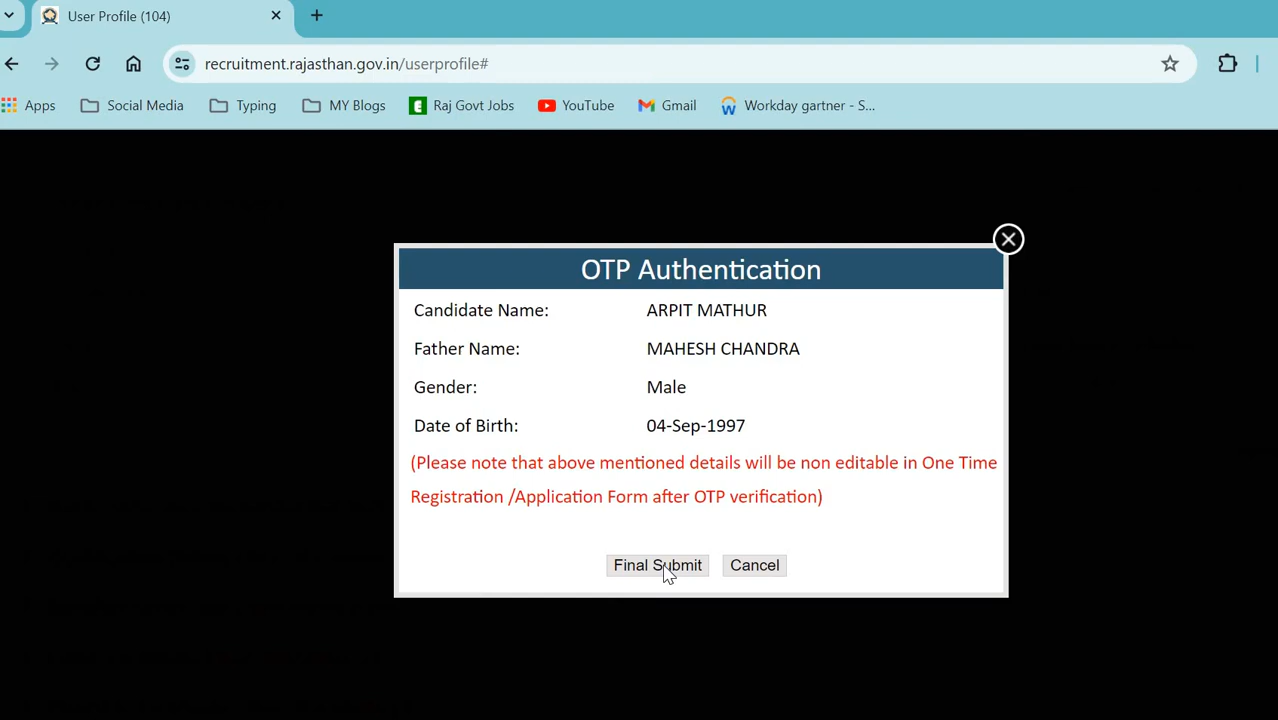 User Profile (104)
recruitment.rajasthan.gov.in/userprofile#
Apps Social Media Typing MY Blogs Raj Govt Jobs YouTube Gmail Workday gartner - S...
OTP Authentication
Candidate Name: ARPIT MATHUR
Father Name: MAHESH CHANDRA
Gender: Male
Date of Birth: 04-Sep-1997
(Please note that above mentioned details will be non editable in One Time
Registration /Application Form after OTP verification)
Final Submit Cancel